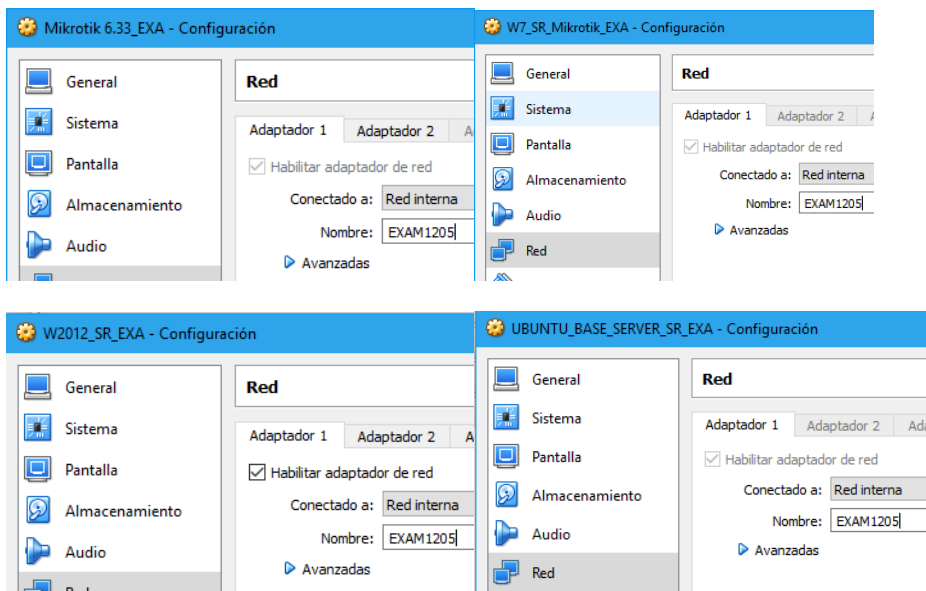 Mikrotik 6.33_EXA - Configuración
General
Sistema
Pantalla
Almacenamiento
Audio
Red
Adaptador 1 Adaptador 2
Habilitar adaptador de red
Conectado a: Red interna
Nombre: EXAM1205
Avanzadas
W7_SR_Mikrotik_EXA - Configuración
General
Sistema
Pantalla
Almacenamiento
Audio
Red
Red
Adaptador 1 Adaptador 2
Habilitar adaptador de red
Conectado a: Red interna
Nombre: EXAM1205
Avanzadas
W2012_SR_EXA - Configuración
General
Sistema
Pantalla
Almacenamiento
Audio
Red
Adaptador 1 Adaptador 2
Habilitar adaptador de red
Conectado a: Red interna
Nombre: EXAM1205
Avanzadas
UBUNTU_BASE_SERVER_SR_EXA - Configuración
General
Sistema
Pantalla
Almacenamiento
Audio
Red
Red
Adaptador 1 Adaptador 2
Habilitar adaptador de red
Conectado a: Red interna
Nombre: EXAM1205
Avanzadas